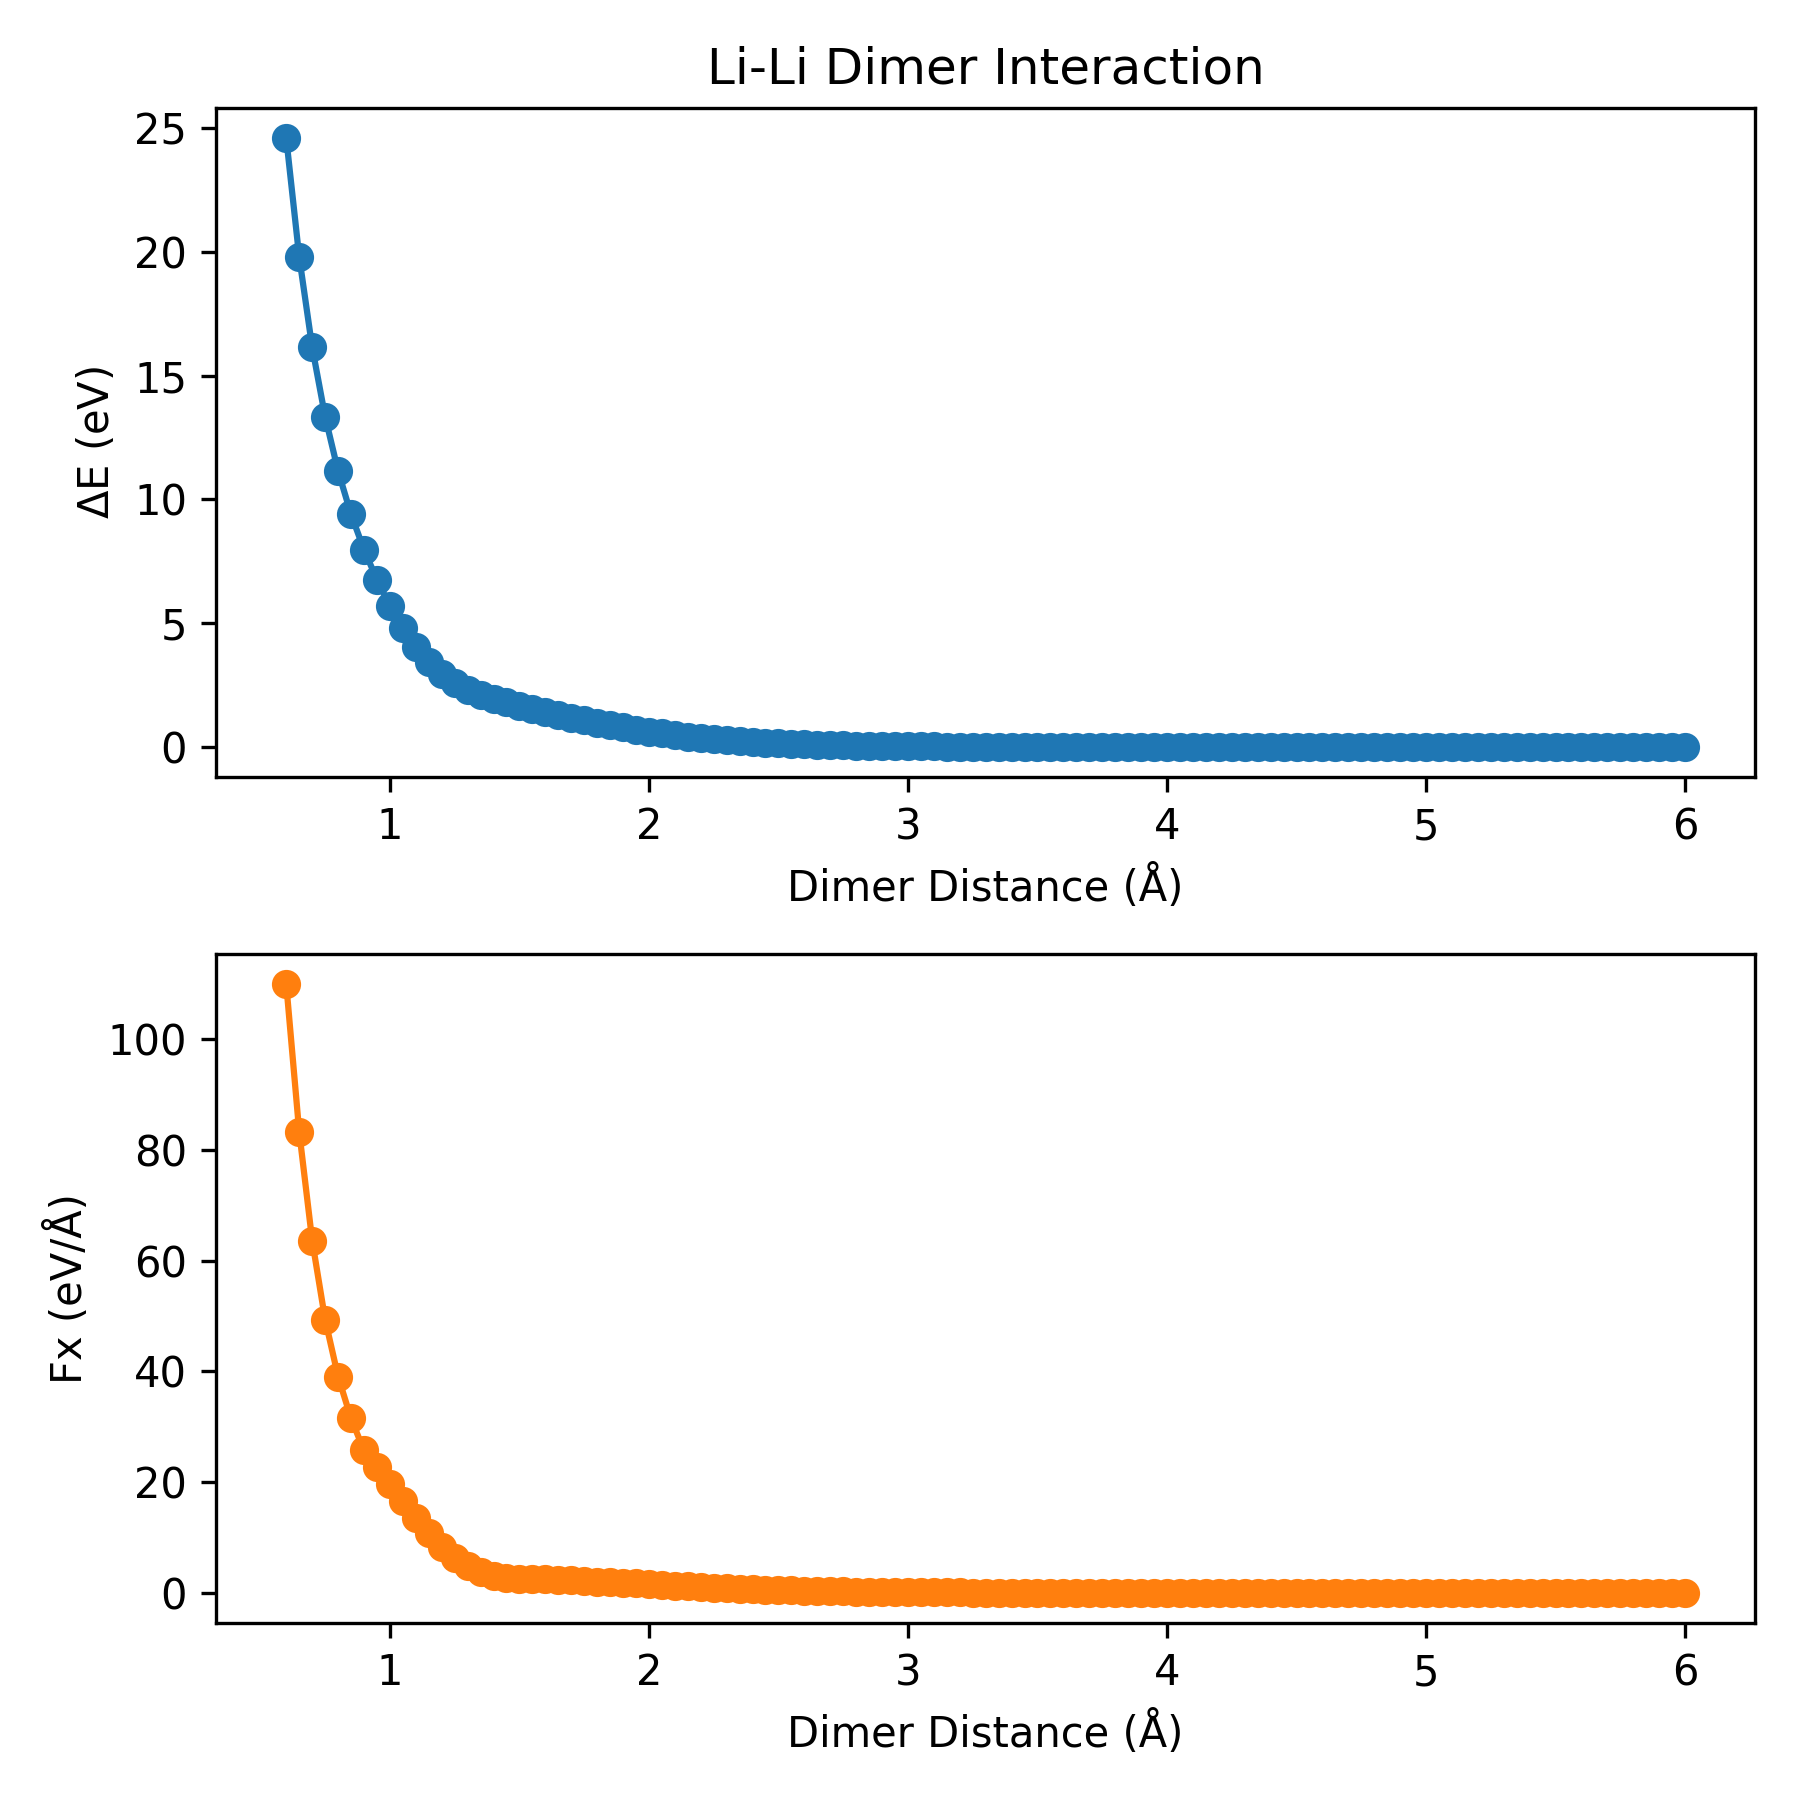 Li-Li Dimer Interaction
25
20
15
10
5
0
ΔE (eV)
1 2 3 4 5 6
Dimer Distance (Å)
100
80
60
40
20
0
Fx (eV/Å)
1 2 3 4 5 6
Dimer Distance (Å)